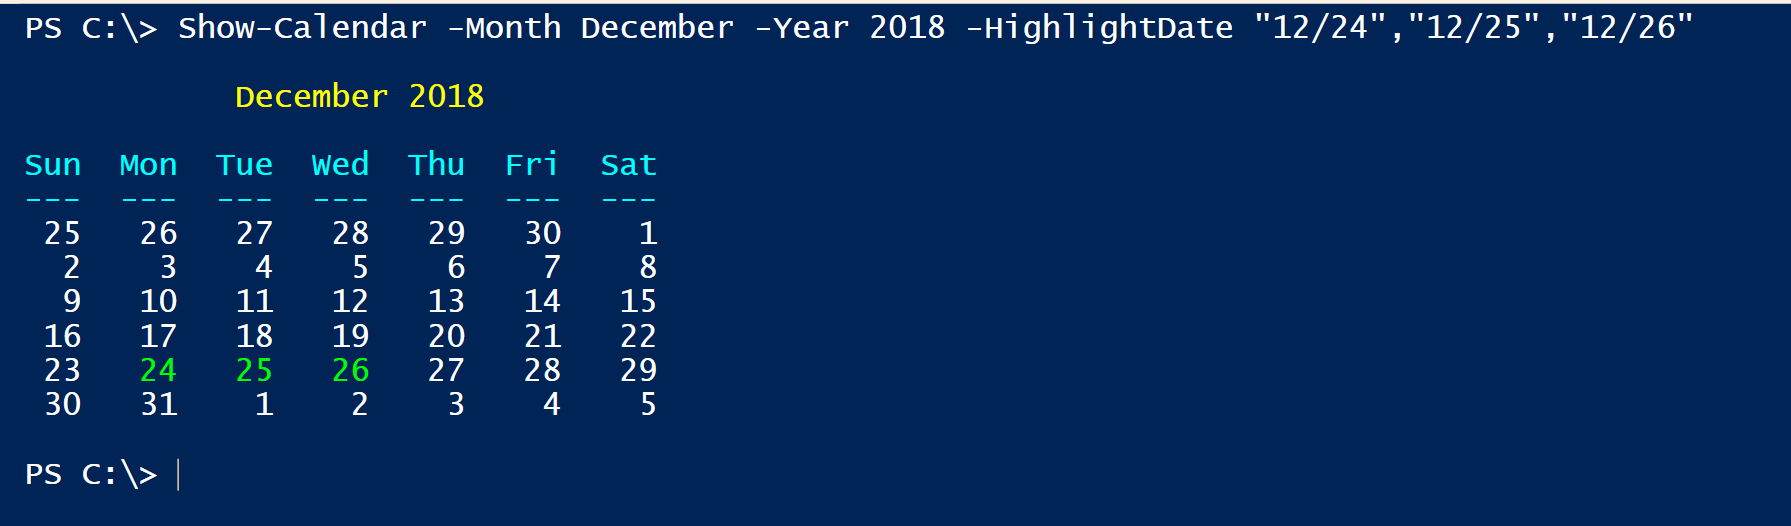 PS C:\> Show-Calendar -Month December -Year 2018 -HighlightDate "12/24","12/25","12/26"
December 2018
Sun Mon Tue Wed Thu Fri Sat
--- --- --- --- --- --- ---
25 26 27 28 29 30 1
2 3 4 5 6 7 8
9 10 11 12 13 14 15
16 17 18 19 20 21 22
23 24 25 26 27 28 29
30 31 1 2 3 4 5
PS C:\>